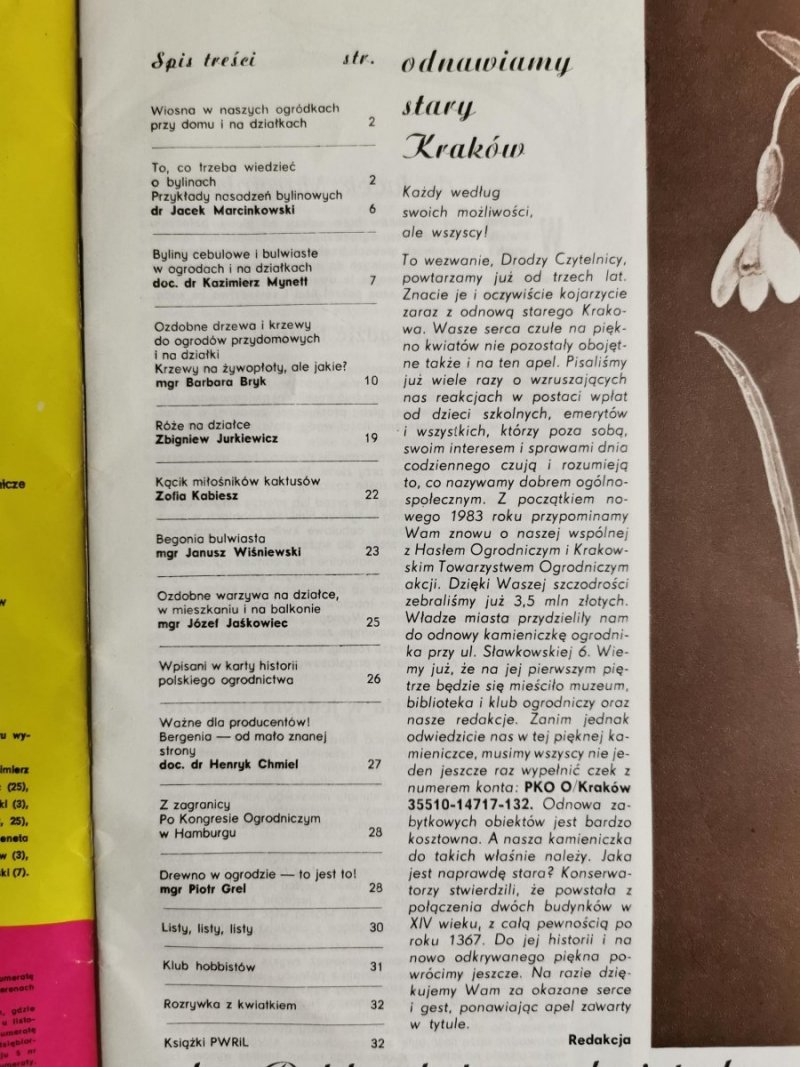 Spis treści str.
Wiosna w naszych ogródkach
przy domu i na działkach 2
To, co trzeba wiedzieć
o bylinach 2
Przykłady nasadzeń bylinowych
dr Jacek Marcinkowski 6
Byliny cebulowe i bulwiaste
w ogrodach i na działkach
doc. dr Kazimierz Mynett 7
Ozdobne drzewa i krzewy
do ogrodów przydomowych
i na działki
Krzewy na żywopłoty, ale jakie?
mgr Barbara Bryk 10
Róże na działce
Zbigniew Jurkiewicz 19
Kącik miłośników kaktusów
Zofia Kabiesz 22
Begonia bulwiasta
mgr Janusz Wiśniewski 23
Ozdobne warzywa na działce,
w mieszkaniu i na balkonie
mgr Józef Jaśkowiec 25
Wpisani w karty historii
polskiego ogrodnictwa 26
Ważne dla producentów!
Bergenia — od mało znanej
strony
doc. dr Henryk Chmiel 27
Z zagranicy
Po Kongresie Ogrodniczym
w Hamburgu 28
Drewno w ogrodzie — to jest to!
mgr Piotr Grel 28
Listy, listy, listy 30
Klub hobbistów 31
Rozrywka z kwiatkiem 32
Książki PWRiL 32
odnawiamy
stary
Kraków
Każdy według
swoich możliwości,
ale wszyscy!
To wezwanie, Drodzy Czytelnicy,
powtarzamy już od trzech lat.
Znacie je i oczywiście kojarzycie
zaraz z odnową starego Krako-
wa. Wasze serca czułe na pięk-
no kwiatów nie pozostały obojęt-
ne także i na ten apel. Pisaliśmy
już wiele razy o wzruszających
nas reakcjach w postaci wpłat
od dzieci szkolnych, emerytów
i wszystkich, którzy poza sobą,
swoim interesem i sprawami dnia
codziennego czują i rozumieją
to, co nazywamy dobrem ogólno-
społecznym. Z początkiem no-
wego 1983 roku przypominamy
Wam znowu o naszej wspólnej
z Hasłem Ogrodniczym i Krakow-
skim Towarzystwem Ogrodniczym
akcji. Dzięki Waszej szczodrości
zebraliśmy już 3,5 mln złotych.
Władze miasta przydzieliły nam
do odnowy kamieniczkę ogrodni-
ka przy ul. Sławkowskiej 6. Wie-
my już, że na jej pierwszym pię-
trze będzie się mieściło muzeum,
biblioteka i klub ogrodniczy oraz
nasze redakcje. Zanim jednak
odwiedzicie nas w tej pięknej ka-
mieniczce, musimy wszyscy nie je-
den jeszcze raz wypełnić czek z
numerem konta: PKO O/Kraków
35510-14717-132. Odnowa za-
bytkowych obiektów jest bardzo
kosztowna. A nasza kamieniczka
do takich właśnie należy. Jaka
jest naprawdę stara? Konserwa-
torzy stwierdzili, że powstała z
połączenia dwóch budynków w
XIV wieku, z całą pewnością po
roku 1367. Do jej historii i na
nowo odkrywanego piękna po-
wrócimy jeszcze. Na razie dzię-
kujemy Wam za okazane serce
i gest, ponawiając apel zawarty
w tytule.
Redakcja